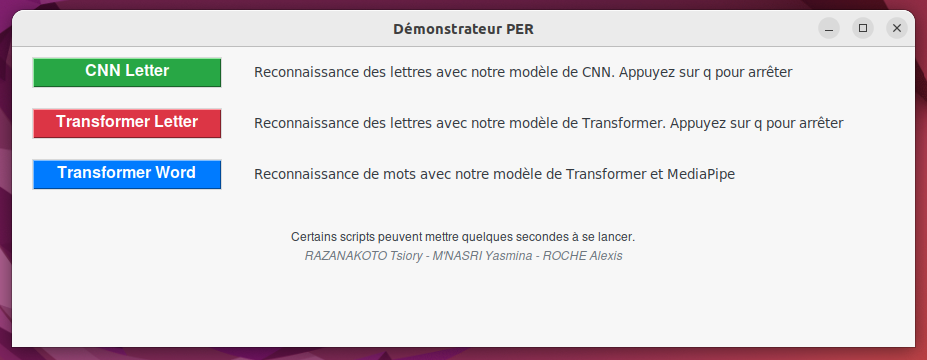 Démonstrateur PER
CNN Letter
Reconnaissance des lettres avec notre modèle de CNN. Appuyez sur q pour arrêter
Transformer Letter
Reconnaissance des lettres avec notre modèle de Transformer. Appuyez sur q pour arrêter
Transformer Word
Reconnaissance de mots avec notre modèle de Transformer et MediaPipe
Certains scripts peuvent mettre quelques secondes à se lancer.
RAZANAKOTO Tsiory - M'NASRI Yasmina - ROCHE Alexis